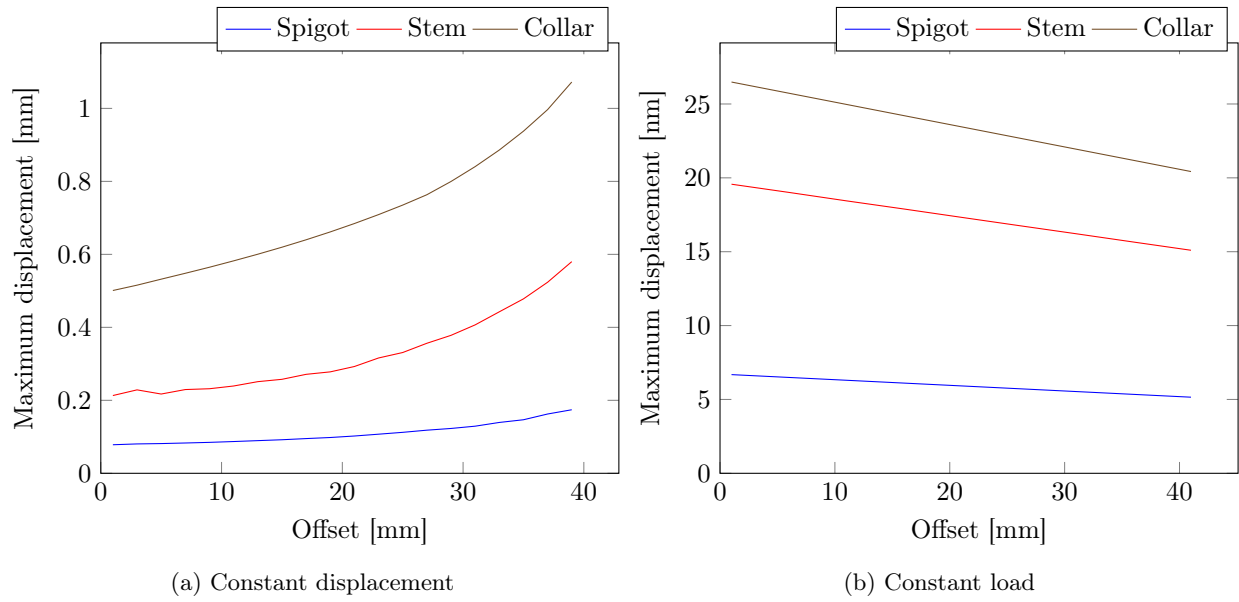 Spigot Stem Collar
Maximum displacement [mm]
1
0.8
0.6
0.4
0.2
0
0 10 20 30 40
Offset [mm]
(a) Constant displacement
Spigot Stem Collar
Maximum displacement [nm]
25
20
15
10
5
0
0 10 20 30 40
Offset [mm]
(b) Constant load